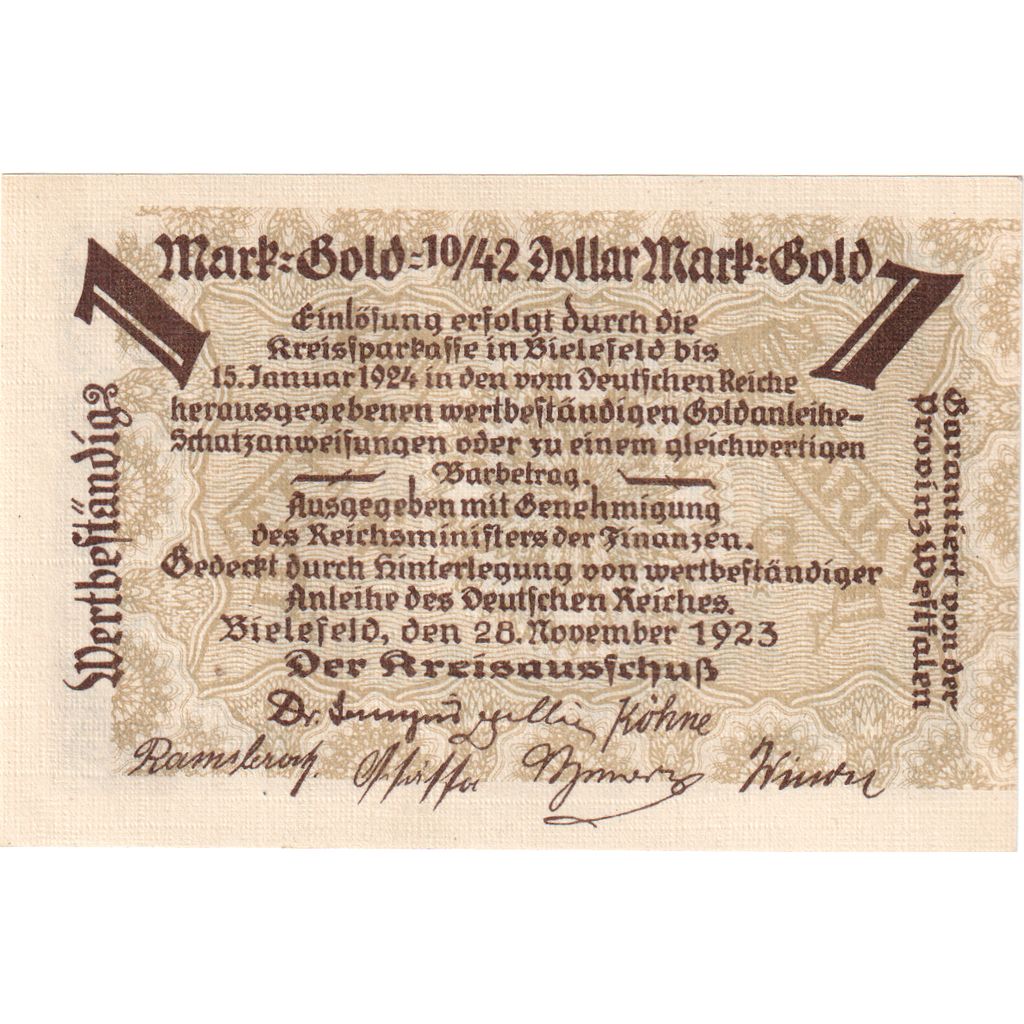 1 Mark=Gold=10/42 Dollar Mark=Gold 1
Einlösung erfolgt durch die
Kreissparkasse in Bielefeld bis
15. Januar 1924 in den vom Deutschen Reiche
herausgegebenen wertbeständigen Goldanleihe-
Schatzanweisungen oder zu einem gleichwertigen
Barbetrag.
Ausgegeben mit Genehmigung
des Reichsministers der Finanzen.
Gedeckt durch Hinterlegung von wertbeständiger
Anleihe des Deutschen Reiches.
Bielefeld, den 28. November 1923
Der Kreisausschuß
Dr. Köhne
Wertbeständig
Garantiert von der
Provinz Westfalen